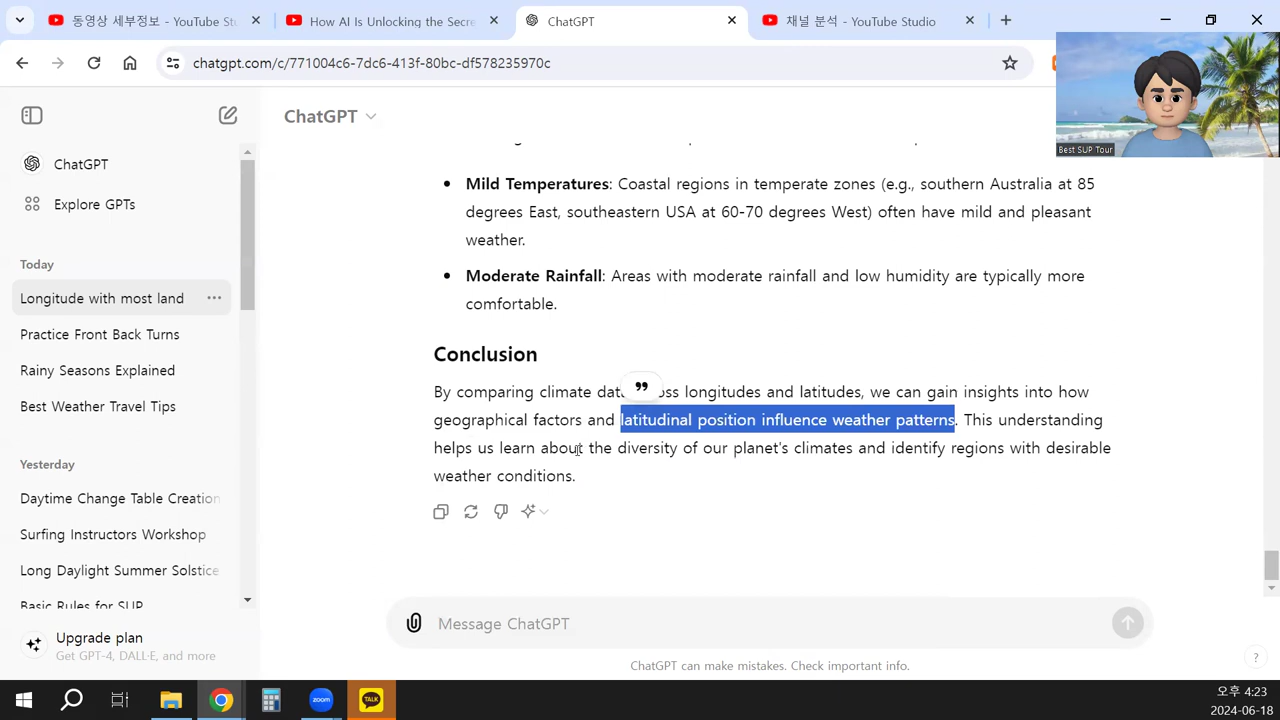 동영상 세부정보 - YouTube Stu
How AI Is Unlocking the Secre
ChatGPT
채널 분석 - YouTube Studio
chatgpt.com/c/771004c6-7dc6-413f-80bc-df578235970c
Best SUP Tour
ChatGPT
ChatGPT
Explore GPTs
Today
Longitude with most land
Practice Front Back Turns
Rainy Seasons Explained
Best Weather Travel Tips
Yesterday
Daytime Change Table Creation
Surfing Instructors Workshop
Long Daylight Summer Solstice
Basic Rules for SUP
Upgrade plan
Get GPT-4, DALL·E, and more
Mild Temperatures: Coastal regions in temperate zones (e.g., southern Australia at 85
degrees East, southeastern USA at 60-70 degrees West) often have mild and pleasant
weather.
Moderate Rainfall: Areas with moderate rainfall and low humidity are typically more
comfortable.
Conclusion
By comparing climate dat oss longitudes and latitudes, we can gain insights into how
geographical factors and latitudinal position influence weather patterns. This understanding
helps us learn about the diversity of our planet's climates and identify regions with desirable
weather conditions.
Message ChatGPT
ChatGPT can make mistakes. Check important info.
?
zoom
TALK
오후 4:23
2024-06-18